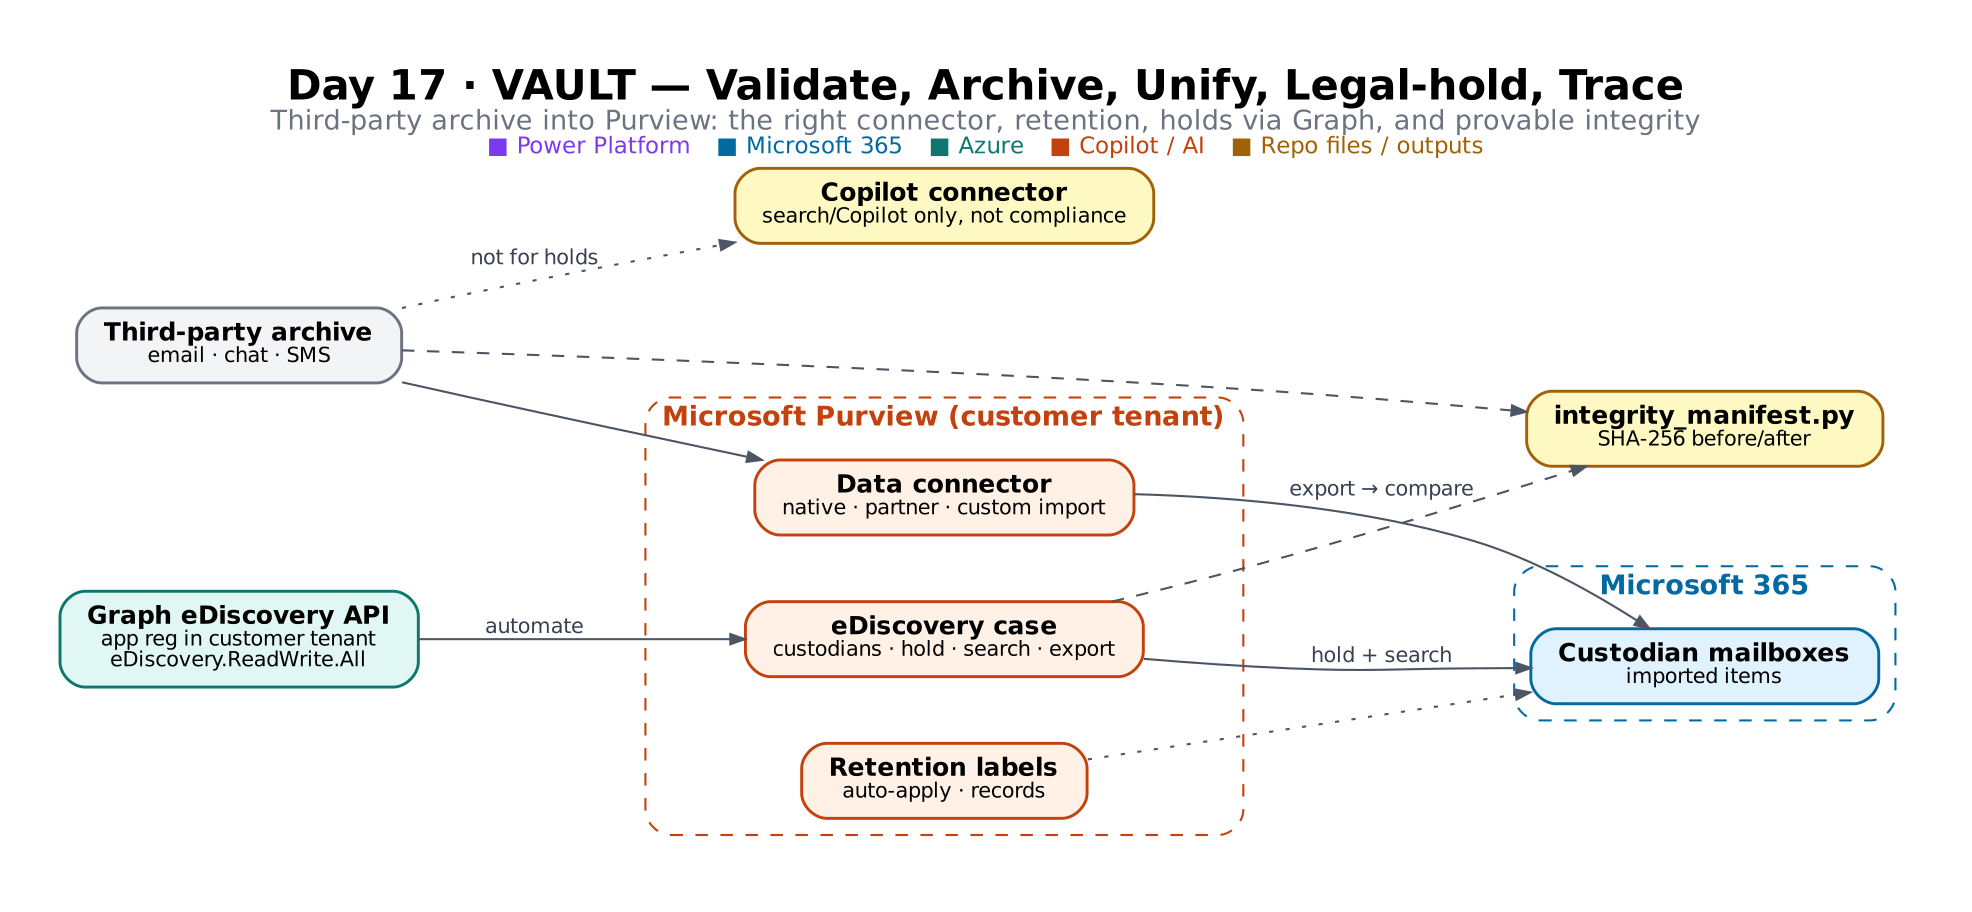 Day 17 · VAULT — Validate, Archive, Unify, Legal-hold, Trace
Third-party archive into Purview: the right connector, retention, holds via Graph, and provable integrity
■ Power Platform ■ Microsoft 365 ■ Azure ■ Copilot / AI ■ Repo files / outputs
Copilot connector
search/Copilot only, not compliance
not for holds
Third-party archive
email · chat · SMS
Microsoft Purview (customer tenant)
integrity_manifest.py
SHA-256 before/after
Data connector
native · partner · custom import
export → compare
Microsoft 365
Graph eDiscovery API
app reg in customer tenant
eDiscovery.ReadWrite.All
automate
eDiscovery case
custodians · hold · search · export
hold + search
Custodian mailboxes
imported items
Retention labels
auto-apply · records